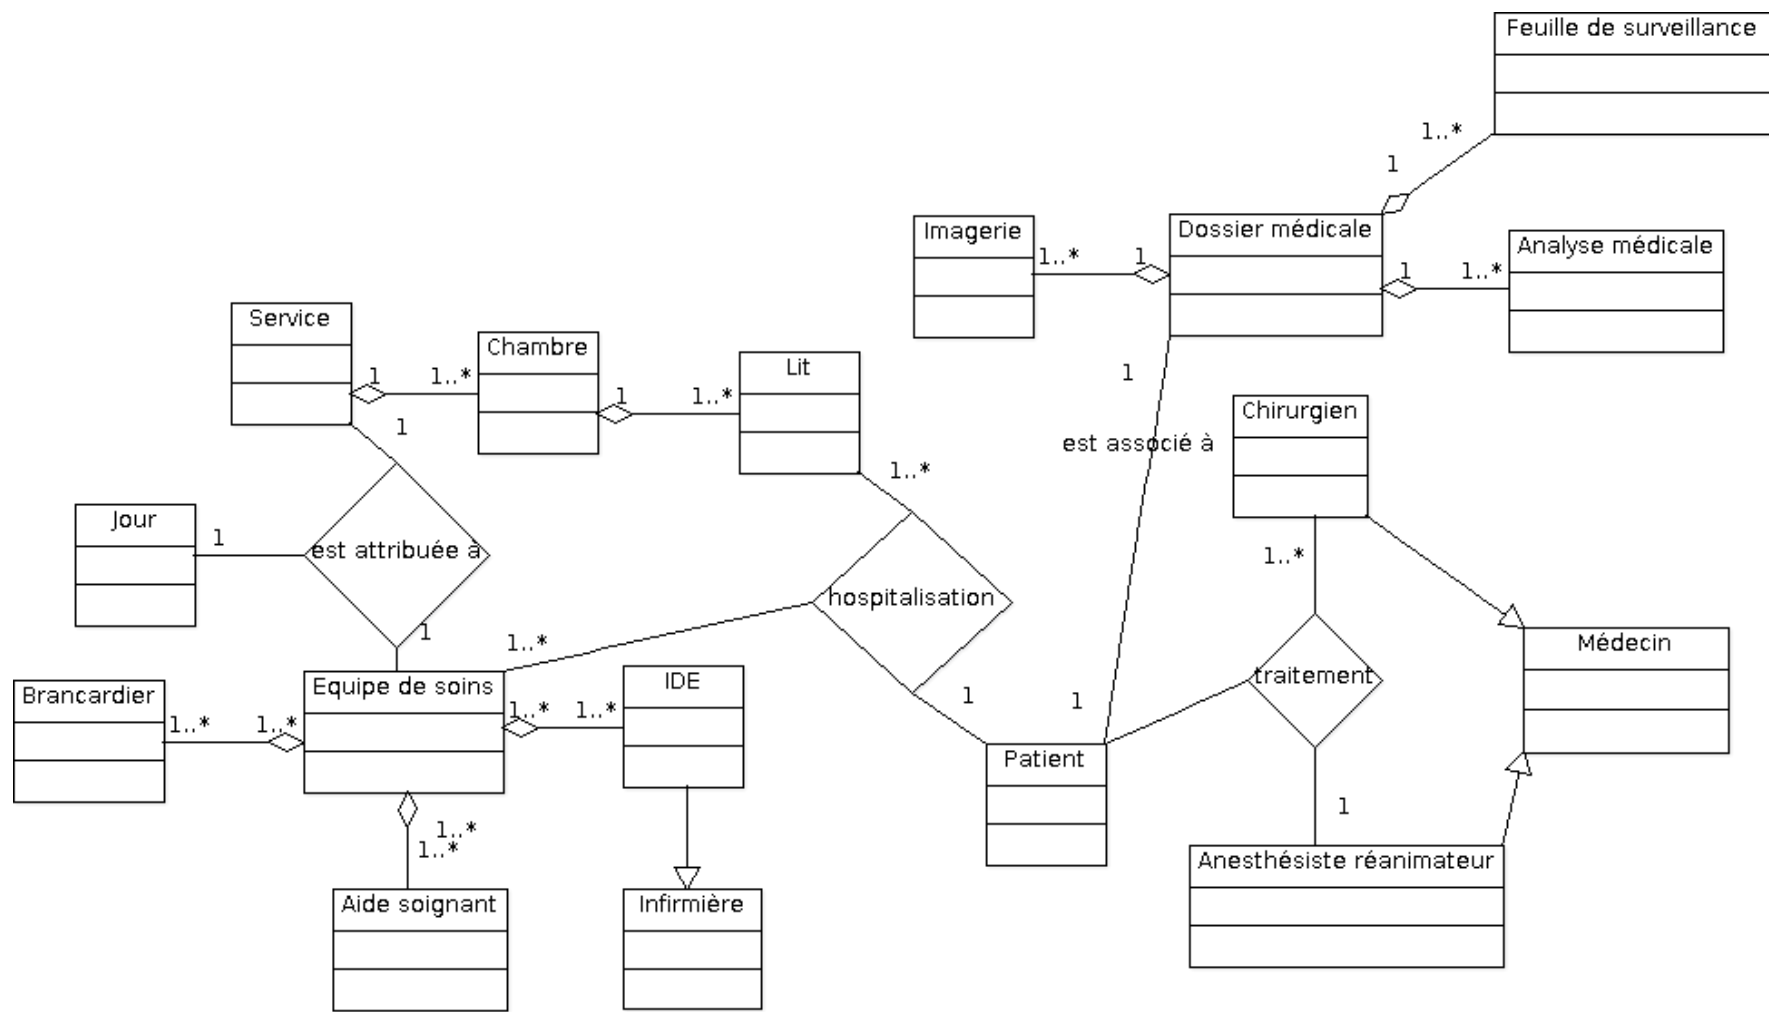 Feuille de surveillance
1..*
1
Imagerie
1..*
1
Dossier médicale
1
1..*
Analyse médicale
Service
1
1..*
Chambre
1
1..*
Lit
1
1
est associé à
Chirurgien
1..*
1..*
Jour
1
est attribuée à
1
hospitalisation
1..*
traitement
Médecin
Brancardier
1..*
1..*
Equipe de soins
1..*
1..*
IDE
1
1
Patient
1
1..*
1..*
Anesthésiste réanimateur
Aide soignant
Infirmière